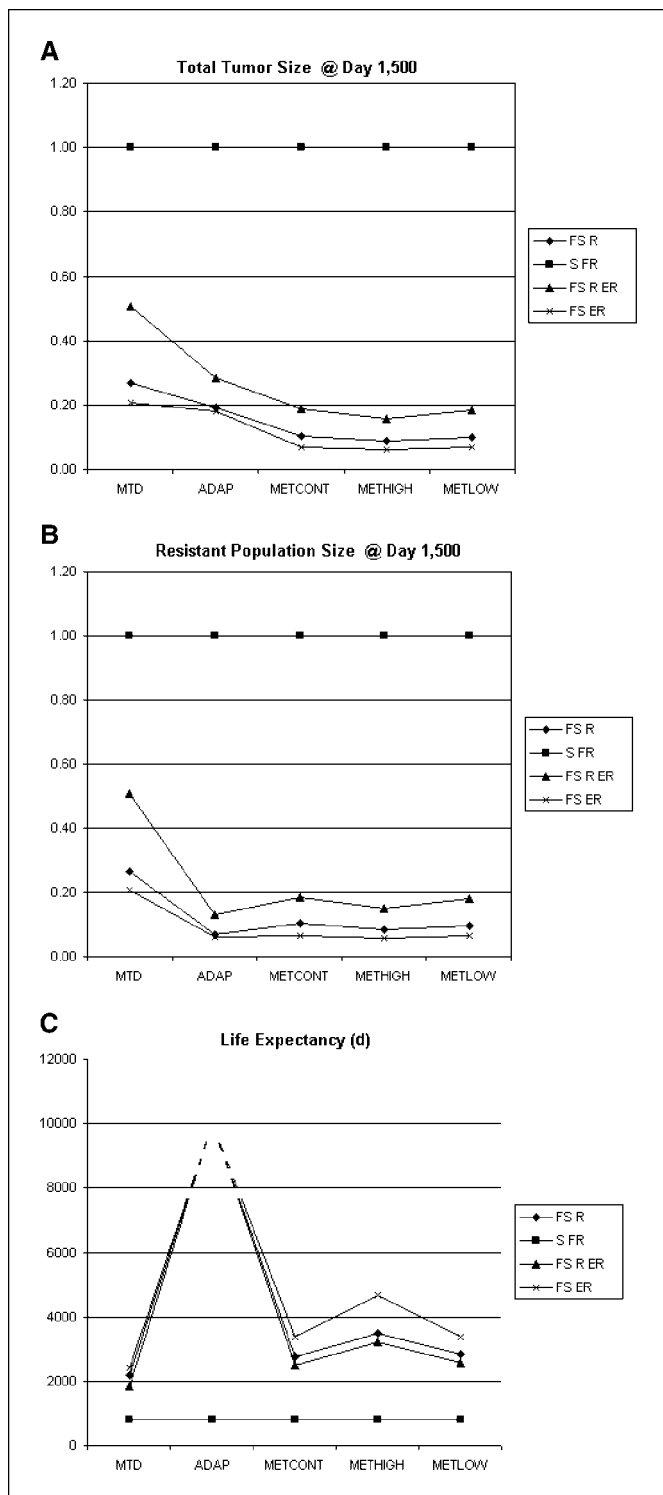 A
Total Tumor Size @ Day 1,500
1.20
1.00
0.80
0.60
0.40
0.20
0.00
MTD ADAP METCONT METHIGH METLOW
FS R
S FR
FS R ER
FS ER
B
Resistant Population Size @ Day 1,500
1.20
1.00
0.80
0.60
0.40
0.20
0.00
MTD ADAP METCONT METHIGH METLOW
FS R
S FR
FS R ER
FS ER
C
Life Expectancy (d)
12000
10000
8000
6000
4000
2000
0
MTD ADAP METCONT METHIGH METLOW
FS R
S FR
FS R ER
FS ER